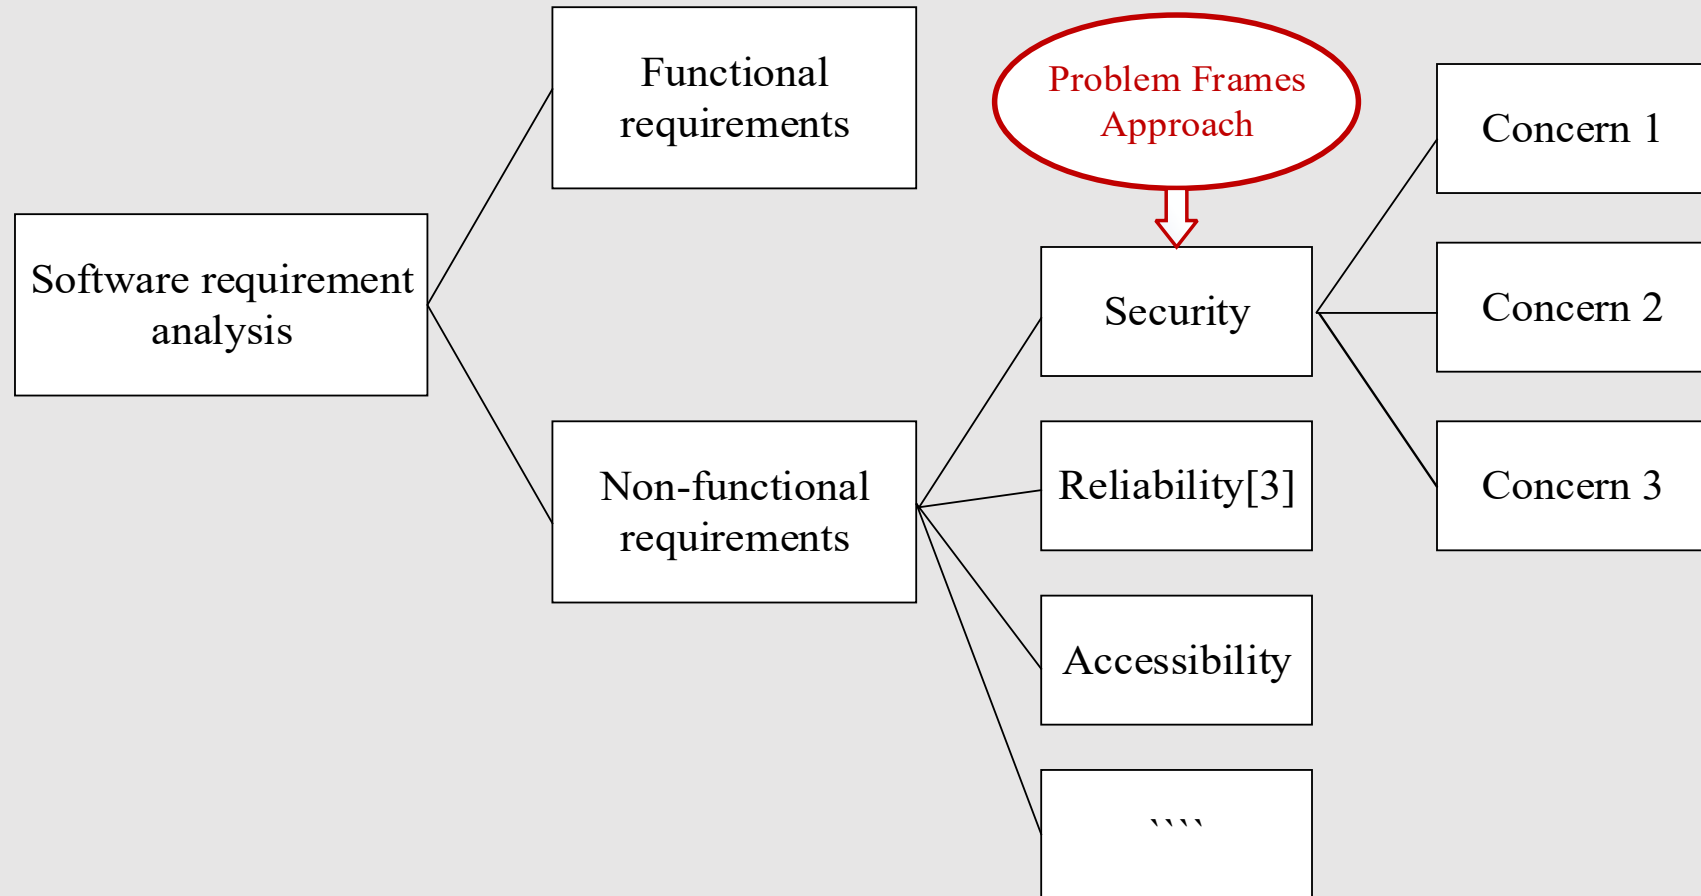 Functional
requirements
Problem Frames
Approach
Concern 1
Software requirement
analysis
Security
Concern 2
Non-functional
requirements
Reliability[3]
Concern 3
Accessibility
````